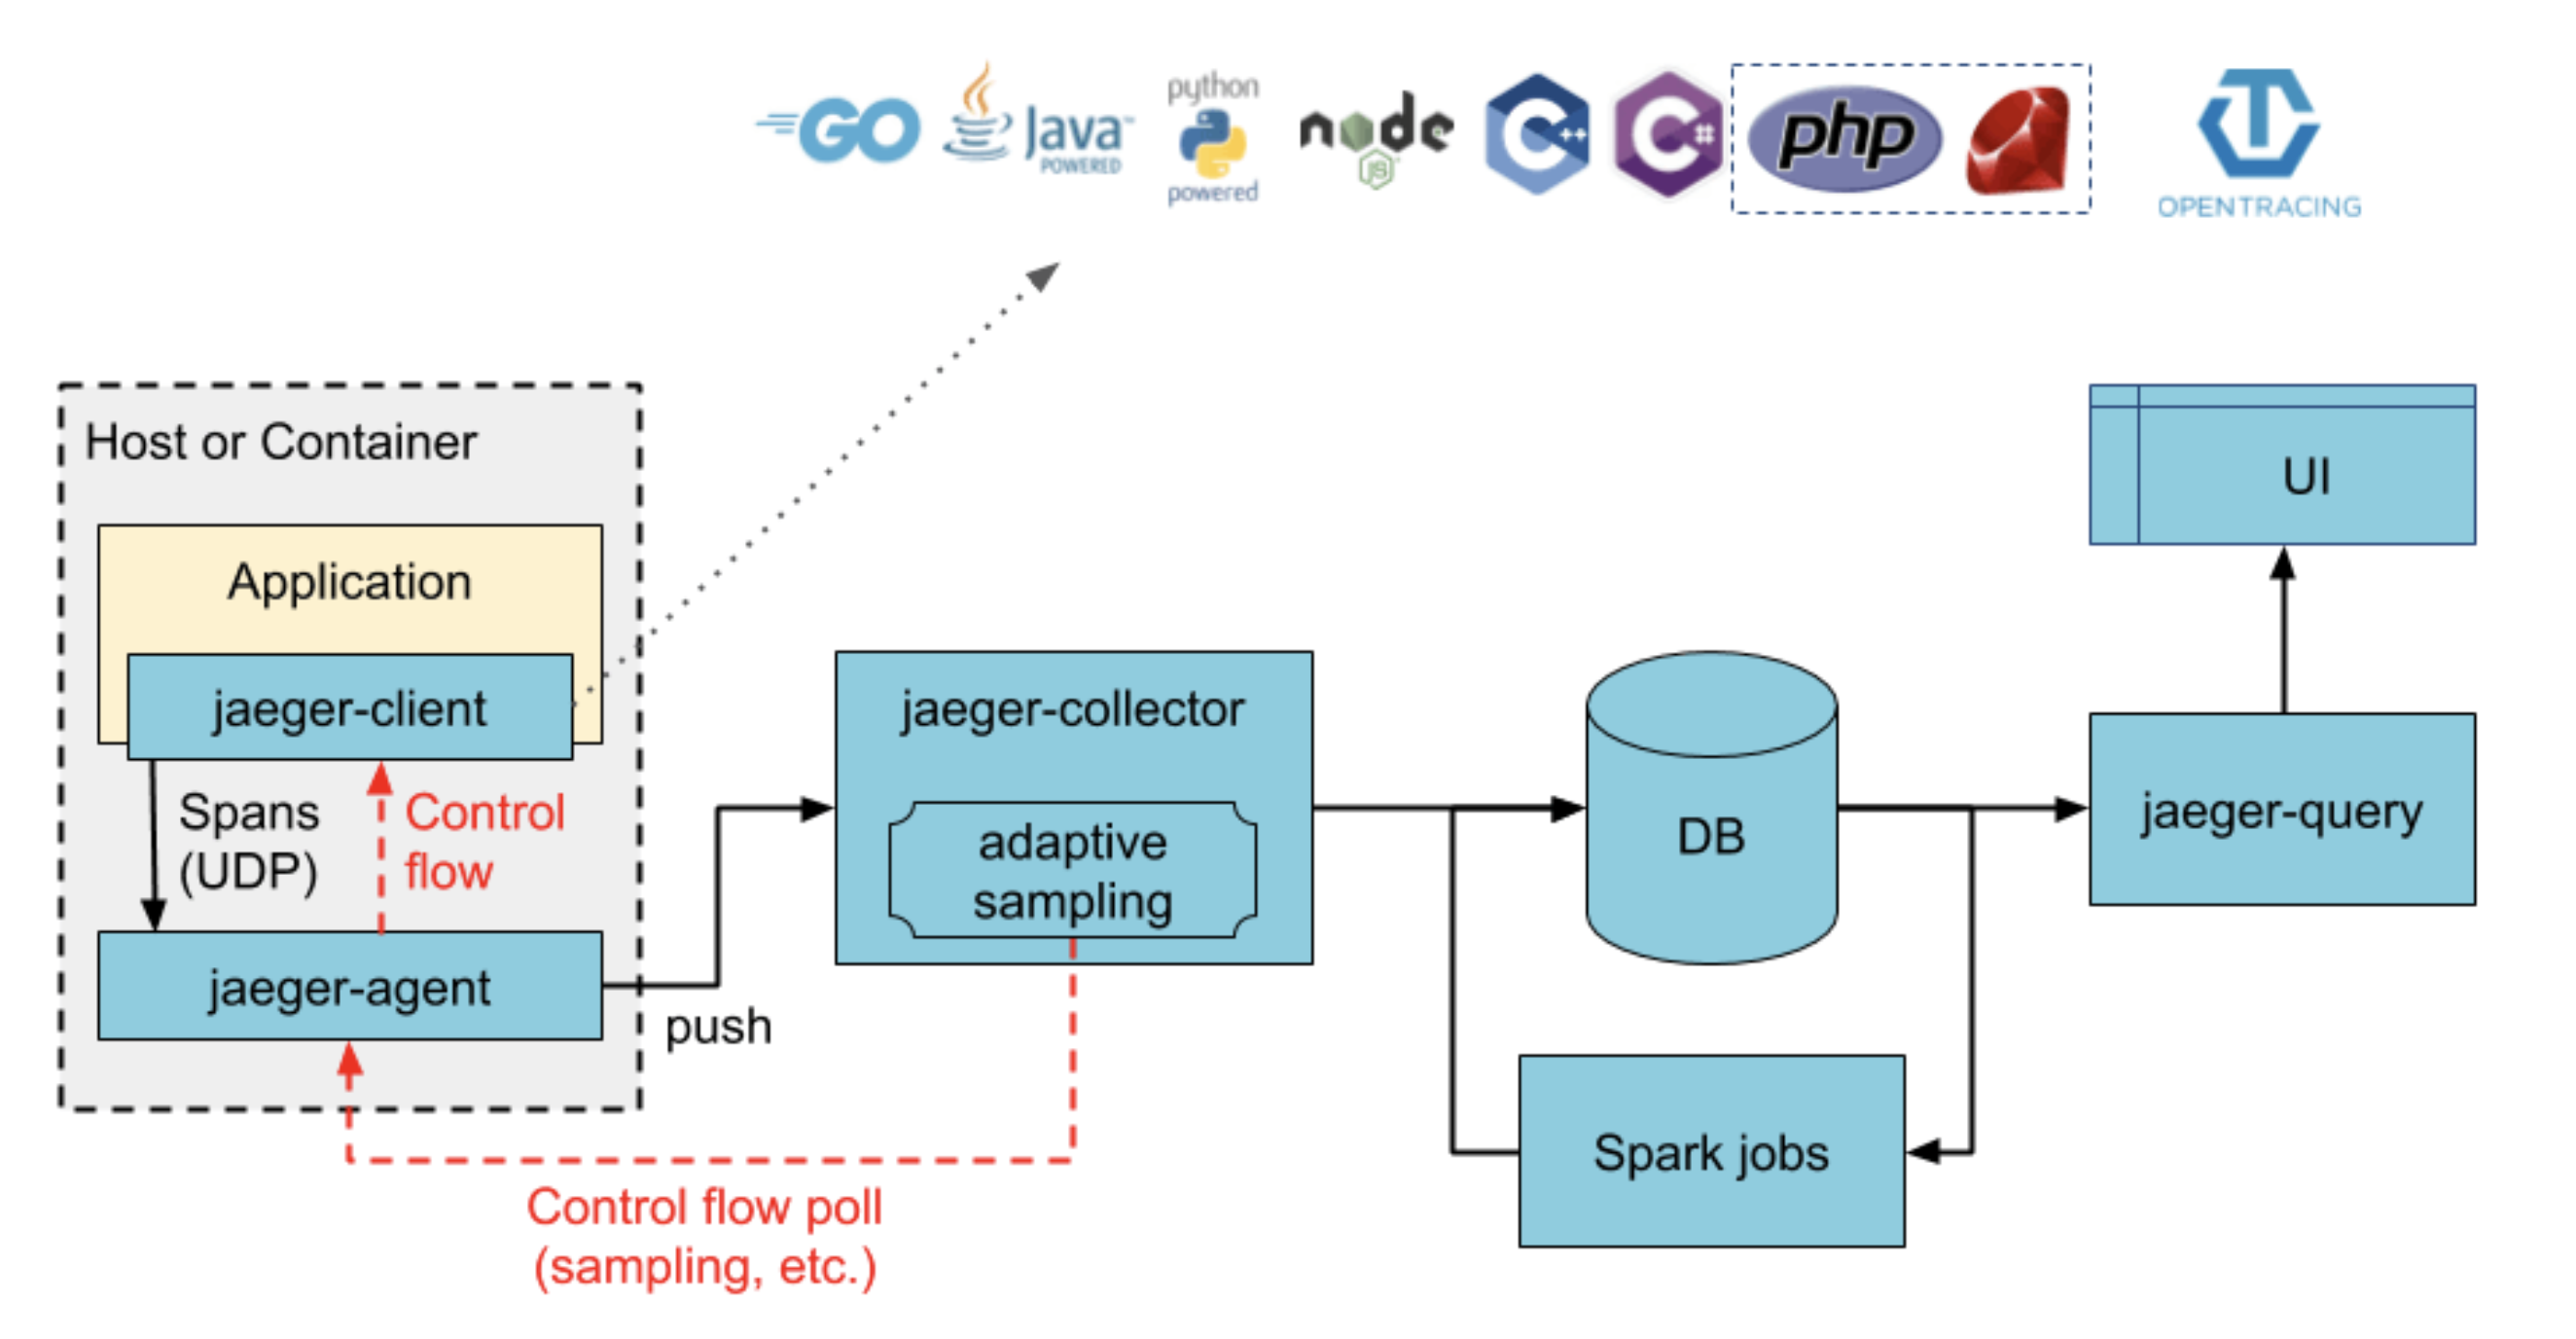 GO
Java™
POWERED
python
powered
node
JS
C++
C#
php
OPENTRACING
Host or Container
Application
jaeger-client
Spans
(UDP)
Control
flow
jaeger-agent
push
jaeger-collector
adaptive
sampling
Control flow poll
(sampling, etc.)
DB
Spark jobs
jaeger-query
UI